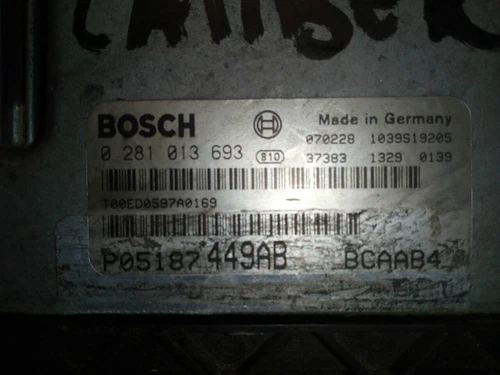 CALIBER
BOSCH Made in Germany
070228 1039S19205
0 281 013 693 810 37383 1329 0139
T00ED0597A0169
P05187449AB BCAAB4